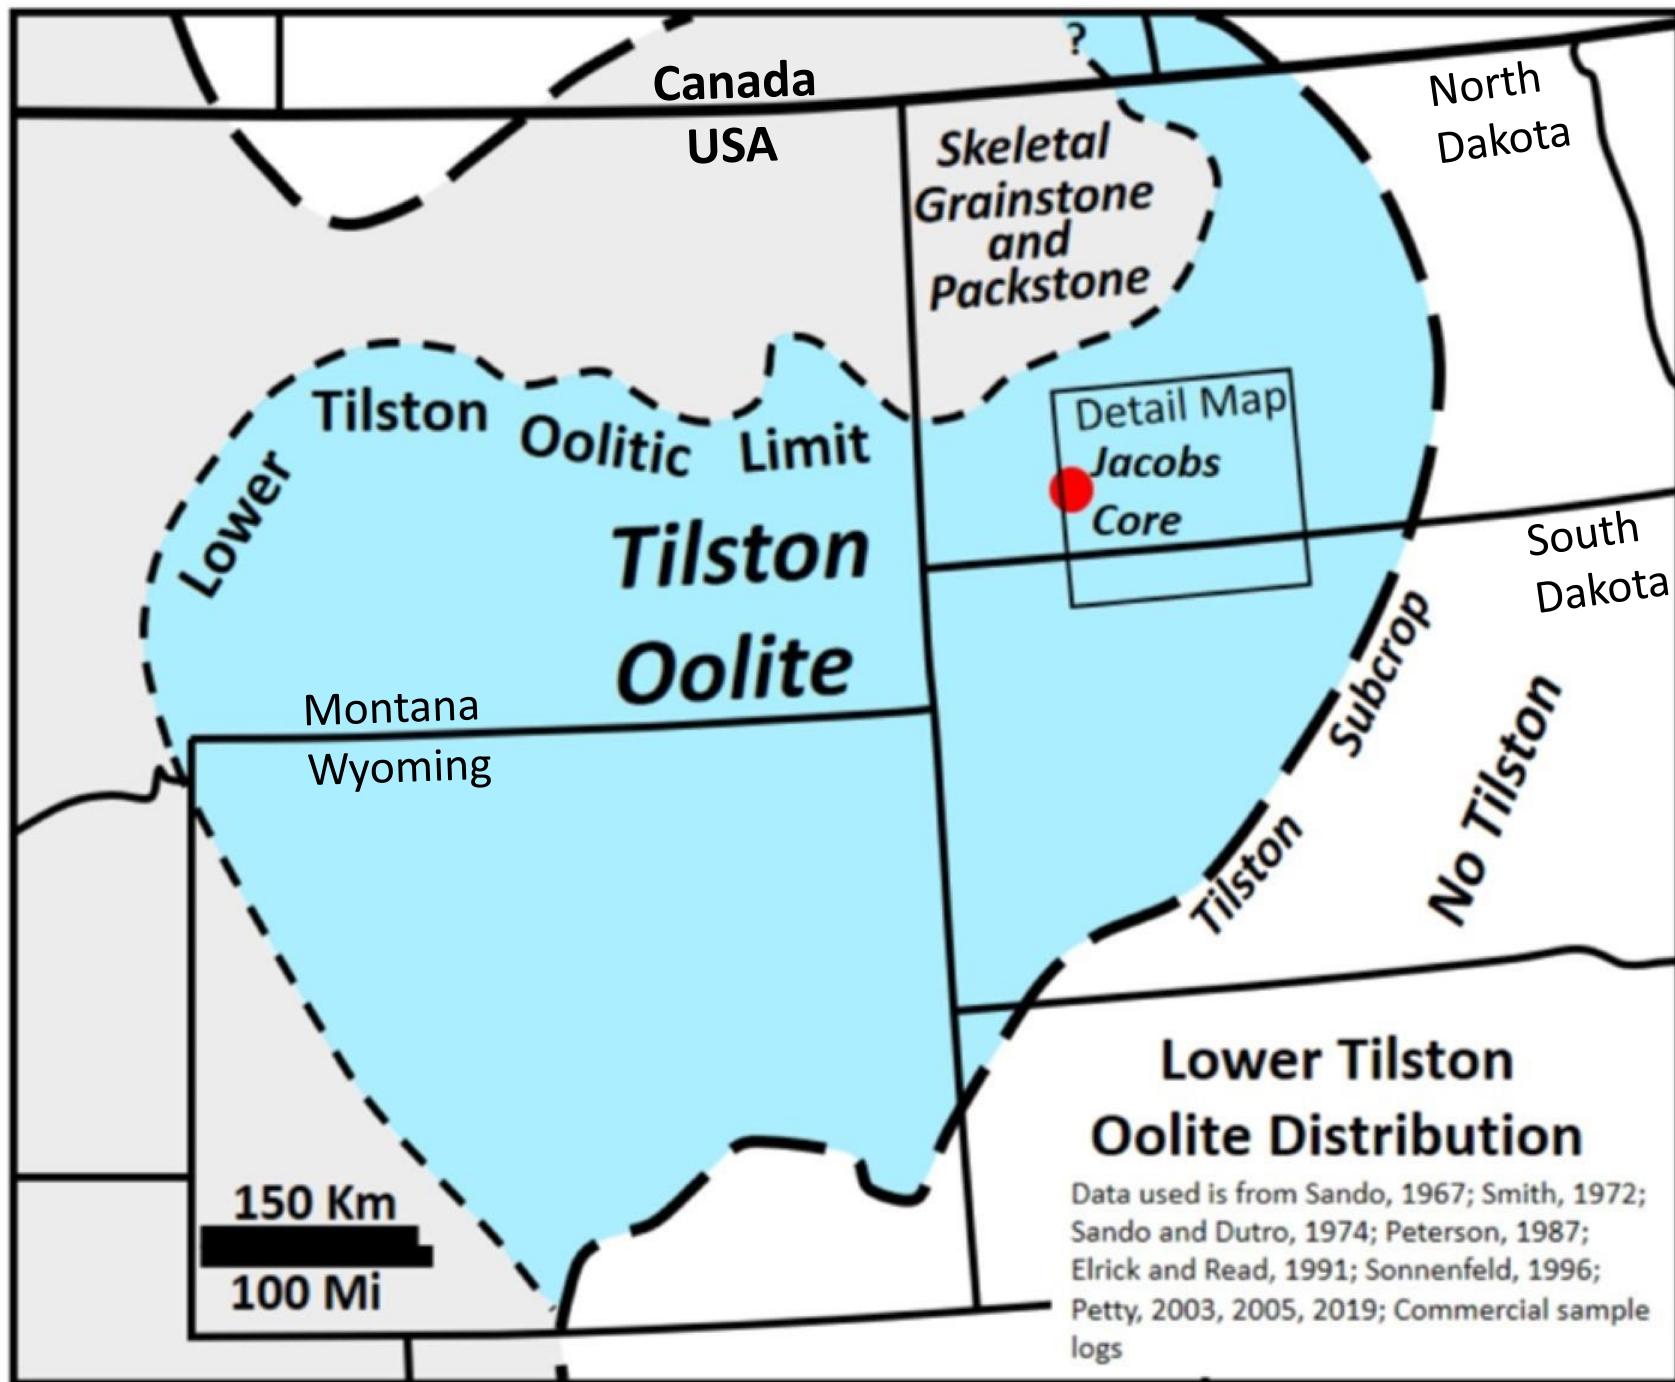 ?
Canada
USA
North
Dakota
Skeletal
Grainstone
and
Packstone
Detail Map
Jacobs
Core
Lower Tilston Oolitic Limit
Tilston
Oolite
South
Dakota
Montana
Wyoming
Tilston Subcrop
No Tilston
150 Km
100 Mi
Lower Tilston
Oolite Distribution
Data used is from Sando, 1967; Smith, 1972;
Sando and Dutro, 1974; Peterson, 1987;
Elrick and Read, 1991; Sonnenfeld, 1996;
Petty, 2003, 2005, 2019; Commercial sample
logs